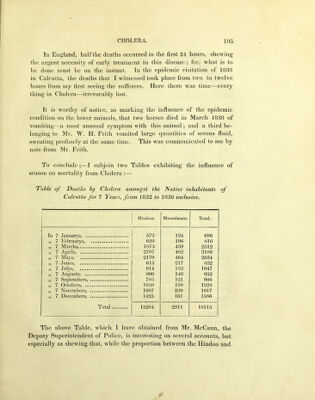 CHOLERA. 195
In England, half the deaths occurred in the first 24 hours, shewing
the urgent necessity of early treatment in this disease; for, what is to
be done must be on the instant. In the epidemic visitation of 1838
in Calcutta, the deaths that I witnessed took place from two to twelve
hours from my first seeing the sufferers. Here there was time—every
thing in Cholera—irrevocably lost.
It is worthy of notice, as marking the influence of the epidemic
condition on the lower animals, that two horses died in March 1838 of
vomiting—a most unusual symptom with this animal; and a third be-
longing to Mr. W. H. Frith vomited large quantities of serous fluid,
sweating profusely at the same time. This was communicated to me by
note from Mr. Frith.
To conclude;—I subjoin two Tables exhibiting the influence of
season on mortality from Cholera:—
Table of Deaths by Cholera amongst the Native inhabitants of
Calcutta for 7 Years, from 1832 to 1838 inclusive.
Hindoos. Mussulmans. Total.
In 7 Januarys, 572 124 696
„ 7 Februarys, 620 196 816
„ 7 Marchs, 1873 439 2312
„ 7 Aprils, 2707 482 3189
„ 7 Mays, 2170 464 2634
„ 7 Junes, 615 217 832
„ 7 Julys, 914 133 1047
„ 7 Augusts, 806 146 952
„ 7 Septembers, 785 121 906
„ 7 Octobers, 1030 198 1228
„ 7 Novembers, 1687 230 1917
„ 7 Decembers, 1425 161 1586
Total 15204 2911 18115
The above Table, which I have obtained from Mr. McCann, the
Deputy Superintendent of Police, is interesting on several accounts, but
especially as shewing that, while the proportion between the Hindoo and